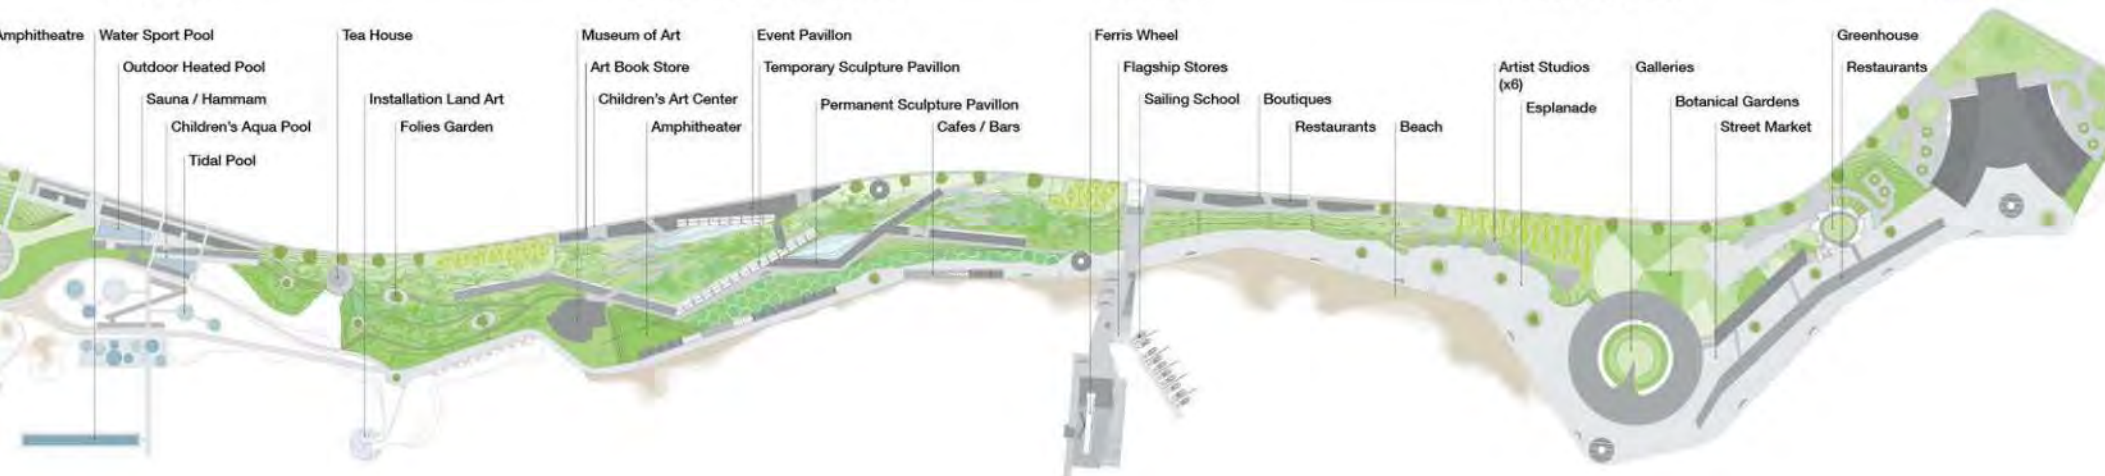 Amphitheatre
Water Sport Pool
Outdoor Heated Pool
Sauna / Hammam
Children's Aqua Pool
Tidal Pool
Tea House
Installation Land Art
Folies Garden
Museum of Art
Art Book Store
Children's Art Center
Amphitheater
Event Pavillon
Temporary Sculpture Pavillon
Permanent Sculpture Pavillon
Cafes / Bars
Ferris Wheel
Flagship Stores
Sailing School
Boutiques
Restaurants
Beach
Artist Studios
(x6)
Esplanade
Galleries
Botanical Gardens
Street Market
Greenhouse
Restaurants